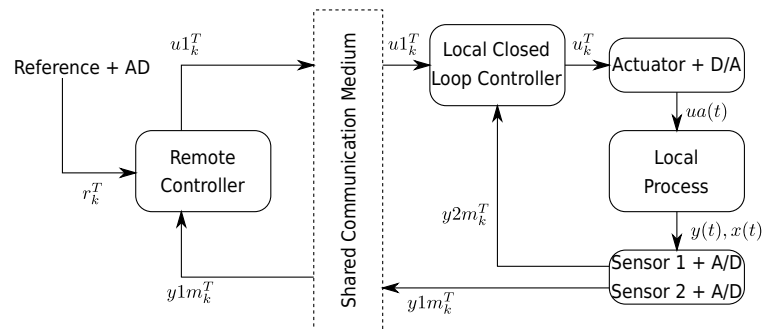 u1_k^T
Reference + AD
r_k^T
Remote
Controller
y1m_k^T
Shared Communication Medium
u1_k^T
Local Closed
Loop Controller
u_k^T
Actuator + D/A
ua(t)
Local
Process
y2m_k^T
y(t), x(t)
Sensor 1 + A/D
Sensor 2 + A/D
y1m_k^T